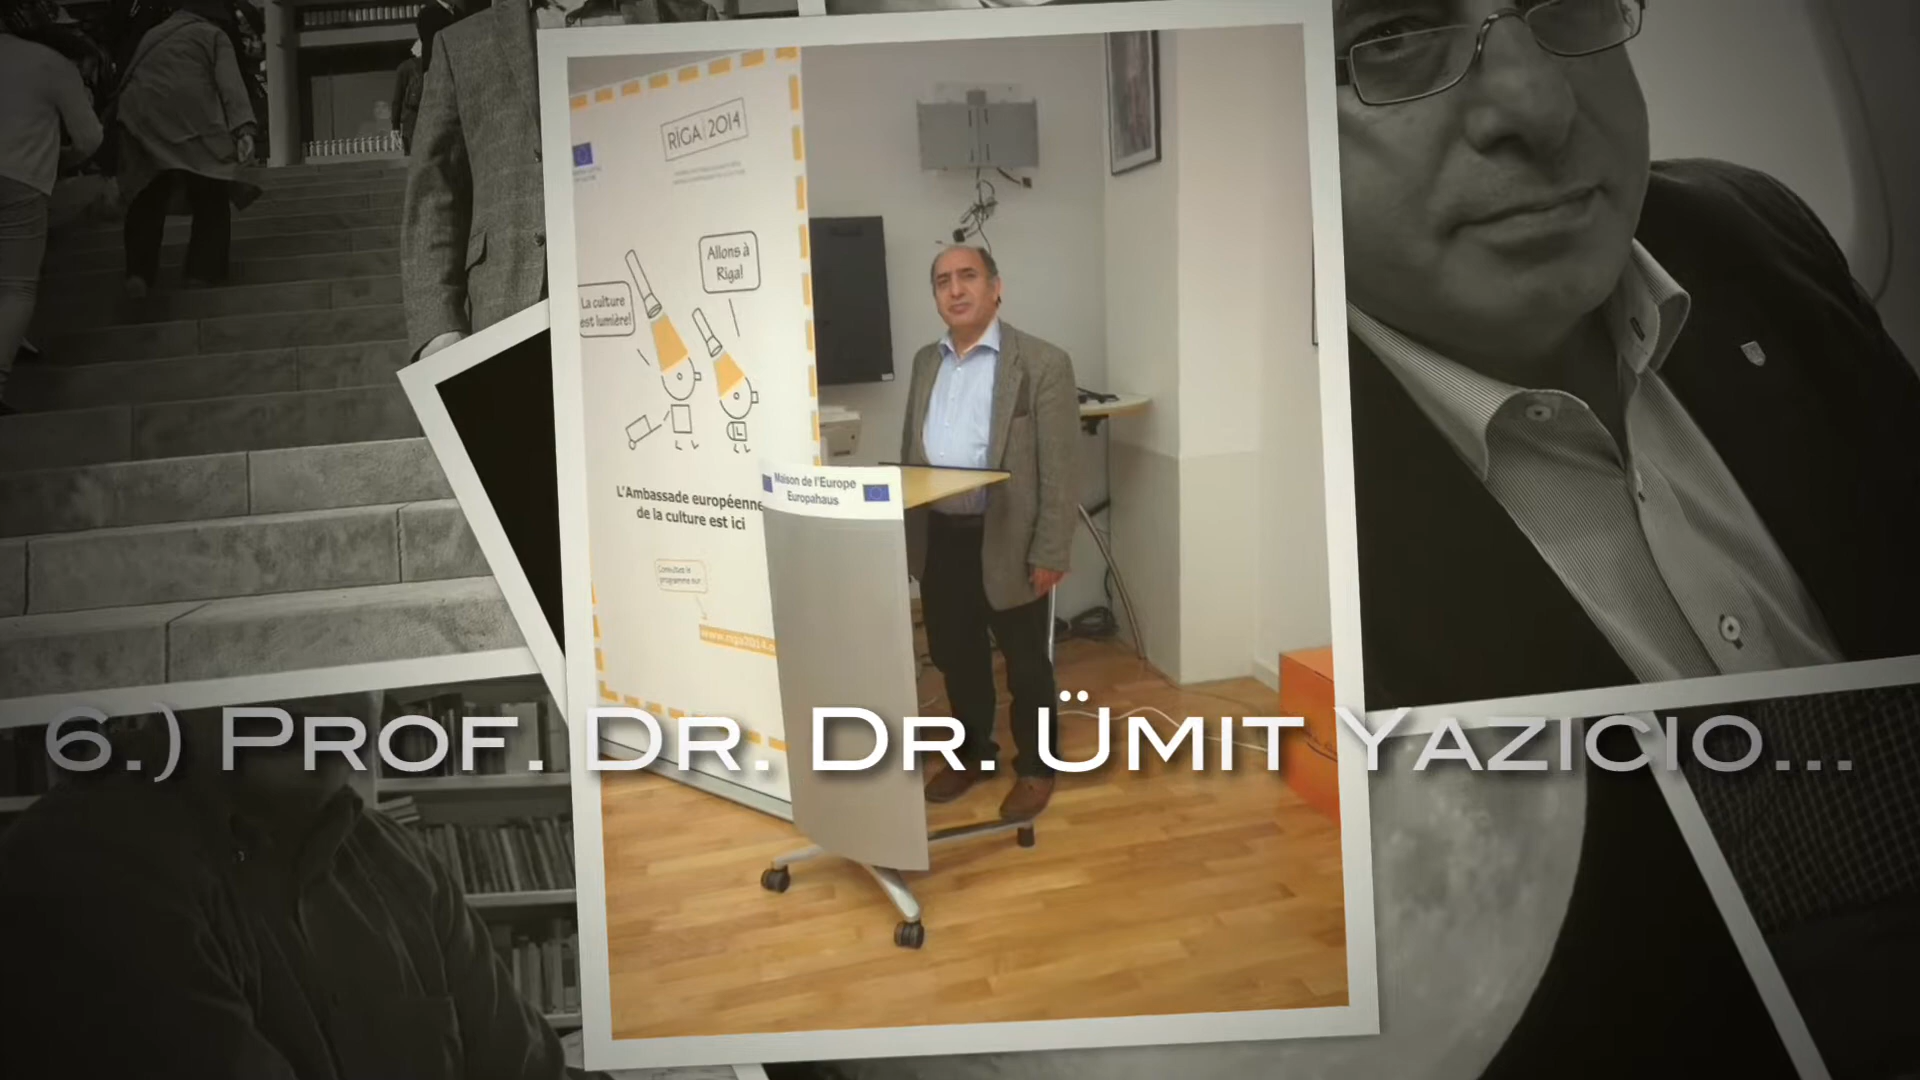 RĪGA 2014
Allons à
Riga!
La culture
est lumière!
L'Ambassade européenne
de la culture est ici
Consultez le
programme sur
Maison de l'Europe
Europahaus
6.) Prof. Dr. Dr. Ümit Yazicio...